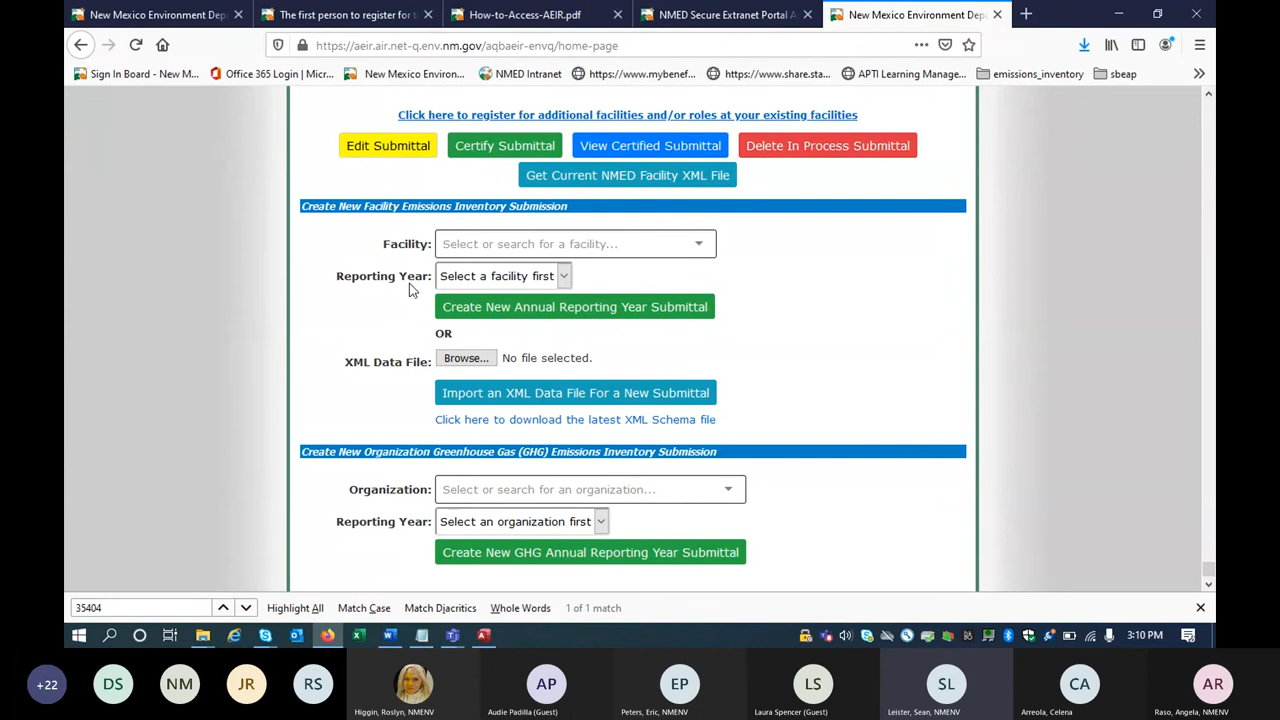 New Mexico Environment Dep
The first person to register for t
How-to-Access-AEIR.pdf
NMED Secure Extranet Portal A
New Mexico Environment Dep
https://aeir.air.net-q.env.nm.gov/aqbaeir-envq/home-page
Sign In Board - New M...
Office 365 Login | Micr...
New Mexico Environ...
NMED Intranet
https://www.mybenef...
https://www.share.sta...
APTI Learning Manage...
emissions_inventory
sbeap
Click here to register for additional facilities and/or roles at your existing facilities
Edit Submittal
Certify Submittal
View Certified Submittal
Delete In Process Submittal
Get Current NMED Facility XML File
Create New Facility Emissions Inventory Submission
Facility: Select or search for a facility...
Reporting Year: Select a facility first
Create New Annual Reporting Year Submittal
OR
XML Data File: Browse... No file selected.
Import an XML Data File For a New Submittal
Click here to download the latest XML Schema file
Create New Organization Greenhouse Gas (GHG) Emissions Inventory Submission
Organization: Select or search for an organization...
Reporting Year: Select an organization first
Create New GHG Annual Reporting Year Submittal
35404
Highlight All
Match Case
Match Diacritics
Whole Words
1 of 1 match
3:10 PM
+22
DS
NM
JR
RS
AP
EP
LS
SL
CA
AR
Higgin, Roslyn, NMENV
Audie Padilla (Guest)
Peters, Eric, NMENV
Laura Spencer (Guest)
Leister, Sean, NMENV
Arreola, Celena
Raso, Angela, NMENV